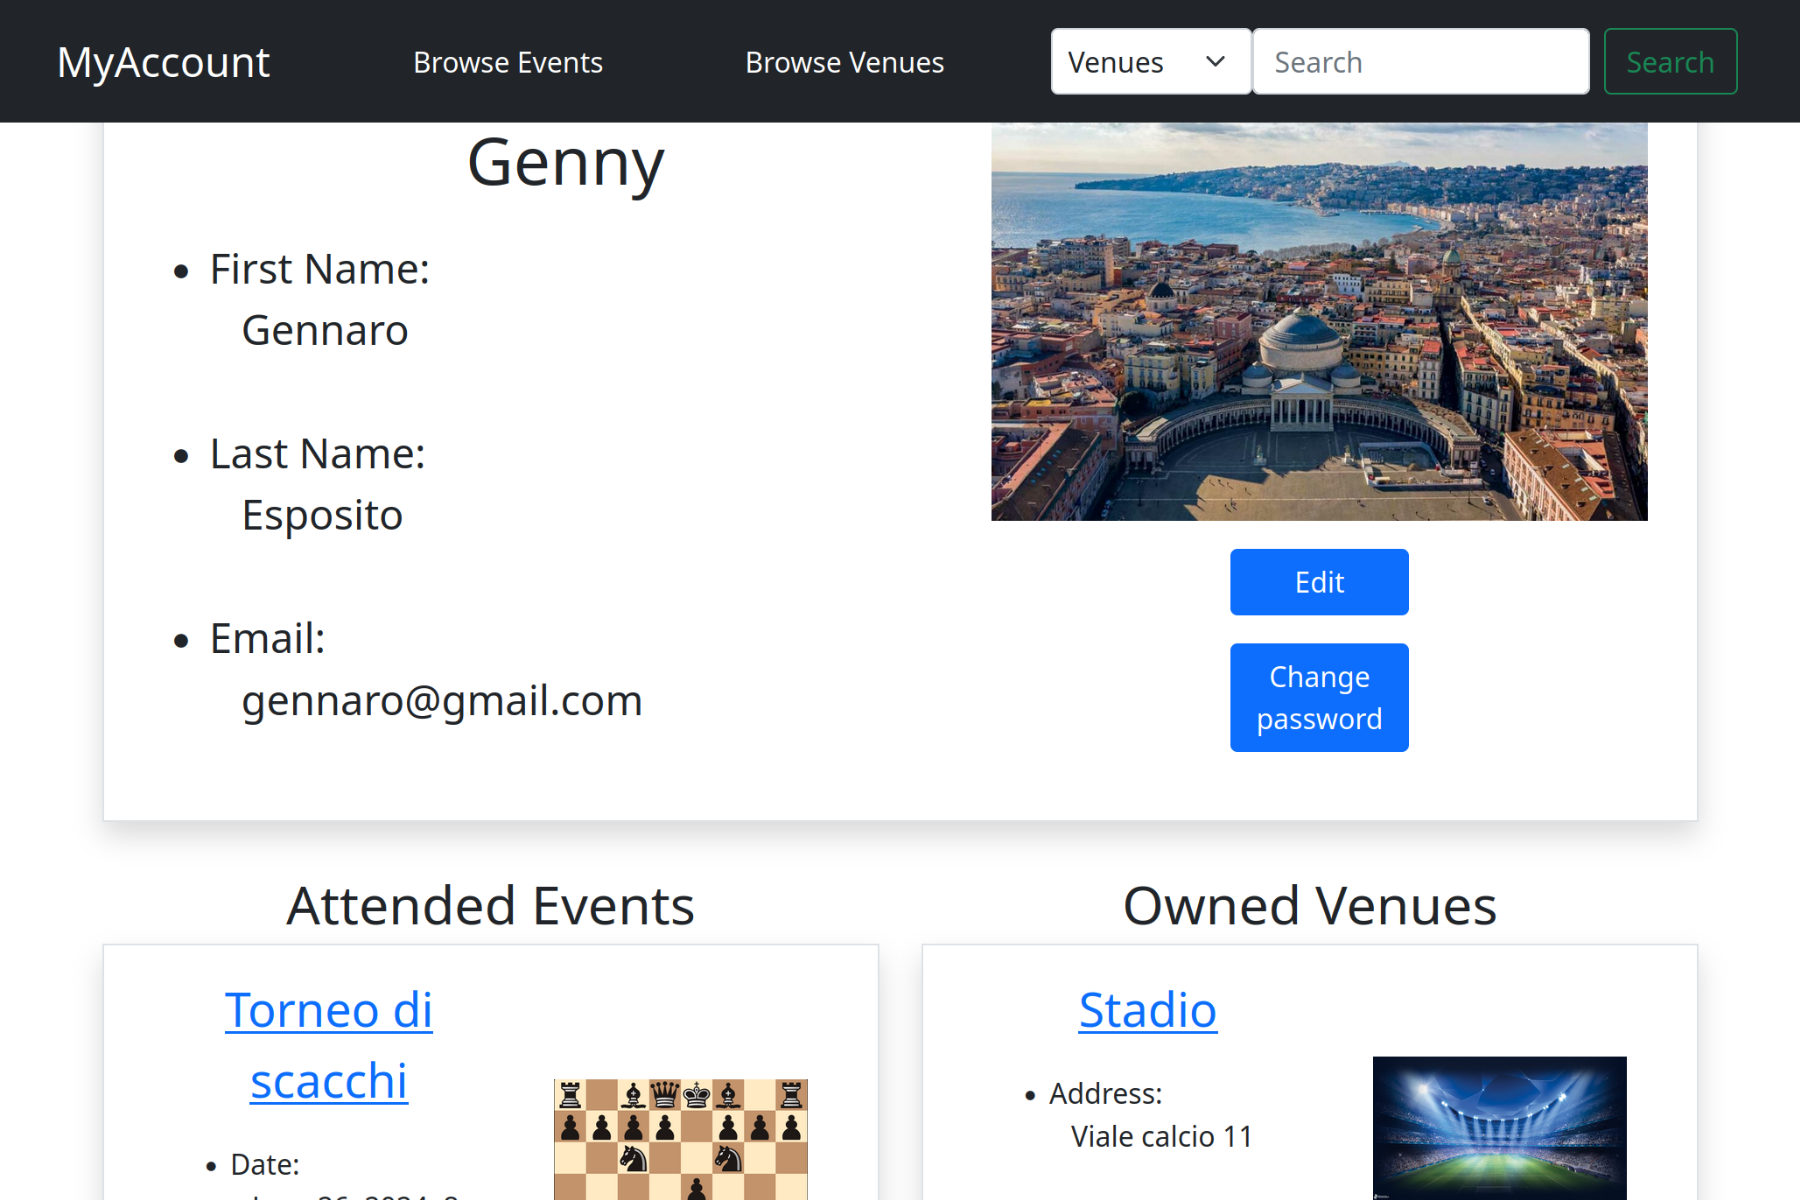 MyAccount
Browse Events
Browse Venues
Venues
Search
Search
Genny
First Name:
Gennaro
Last Name:
Esposito
Email:
gennaro@gmail.com
Edit
Change
password
Attended Events
Owned Venues
Torneo di
scacchi
Date:
Stadio
Address:
Viale calcio 11